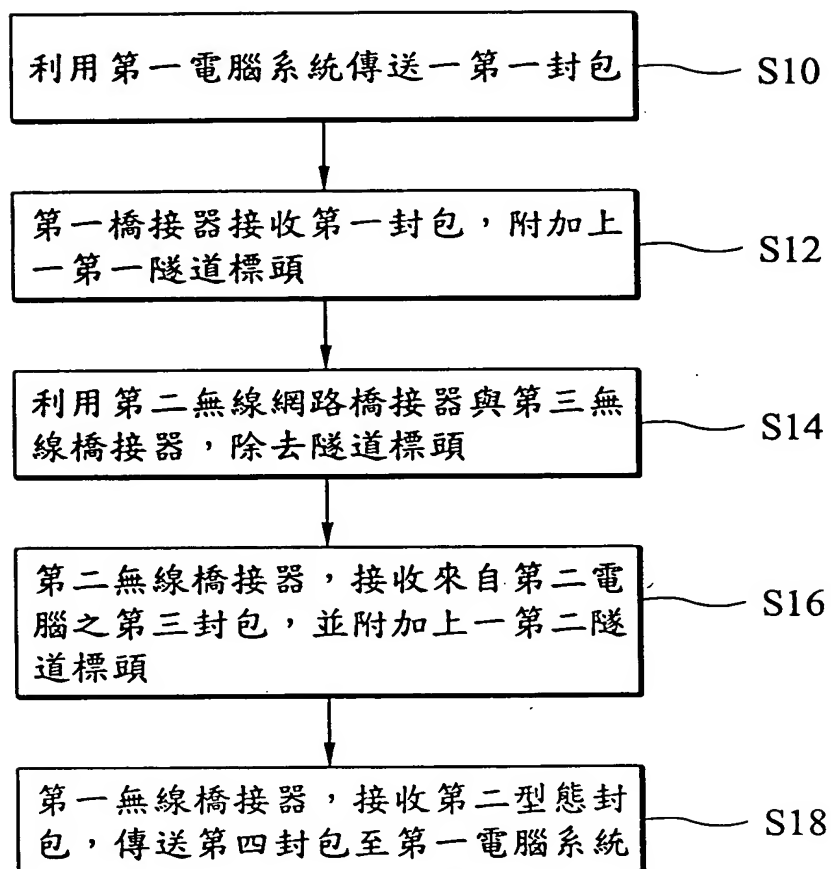 利用第一電腦系統傳送一第一封包
S10
第一橋接器接收第一封包，附加上
一第一隧道標頭
S12
利用第二無線網路橋接器與第三無
線橋接器，除去隧道標頭
S14
第二無線橋接器，接收來自第二電
腦之第三封包，並附加上一第二隧
道標頭
S16
第一無線橋接器，接收第二型態封
包，傳送第四封包至第一電腦系統
S18